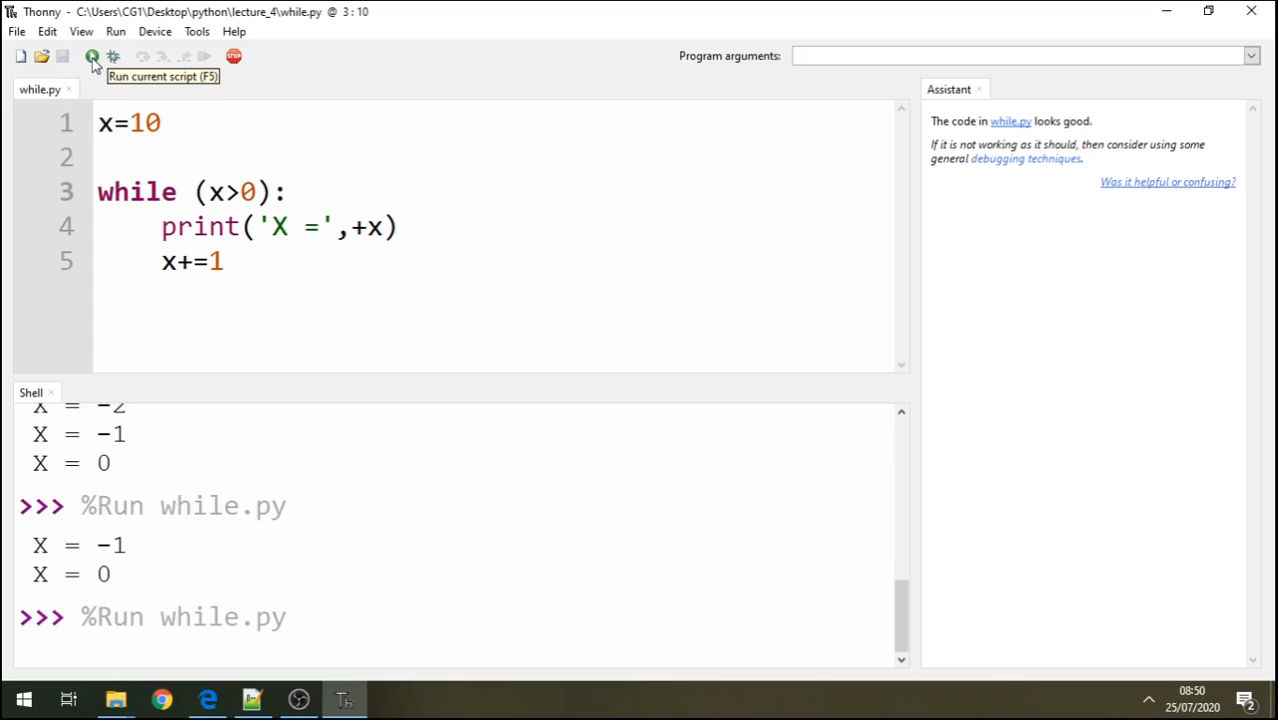 Thonny - C:\Users\CG1\Desktop\python\lecture_4\while.py @ 3 : 10
File Edit View Run Device Tools Help
STOP
Program arguments:
Run current script (F5)
while.py ×
1 x=10
2
3 while (x>0):
4 print('X =',+x)
5 x+=1
Assistant ×
The code in while.py looks good.
If it is not working as it should, then consider using some
general debugging techniques.
Was it helpful or confusing?
Shell ×
X = -2
X = -1
X = 0
>>> %Run while.py
X = -1
X = 0
>>> %Run while.py
Th
08:50
25/07/2020
2